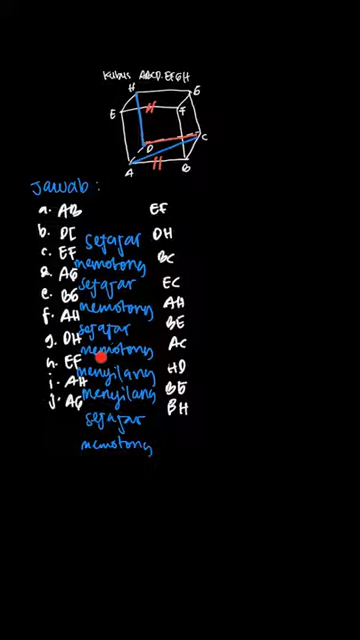 Kubus ABCD.EFGH
H
G
E
F
D
C
A
B
Jawab :
a. AB EF
b. DC sejajar DH
c. EF memotong BC
d. AG sejajar EC
e. BG memotong AH
f. AH sejajar BE
g. DH memotong AC
h. EF menyilang HD
i. AH menyilang BE
j. AG sejajar BH
memotong